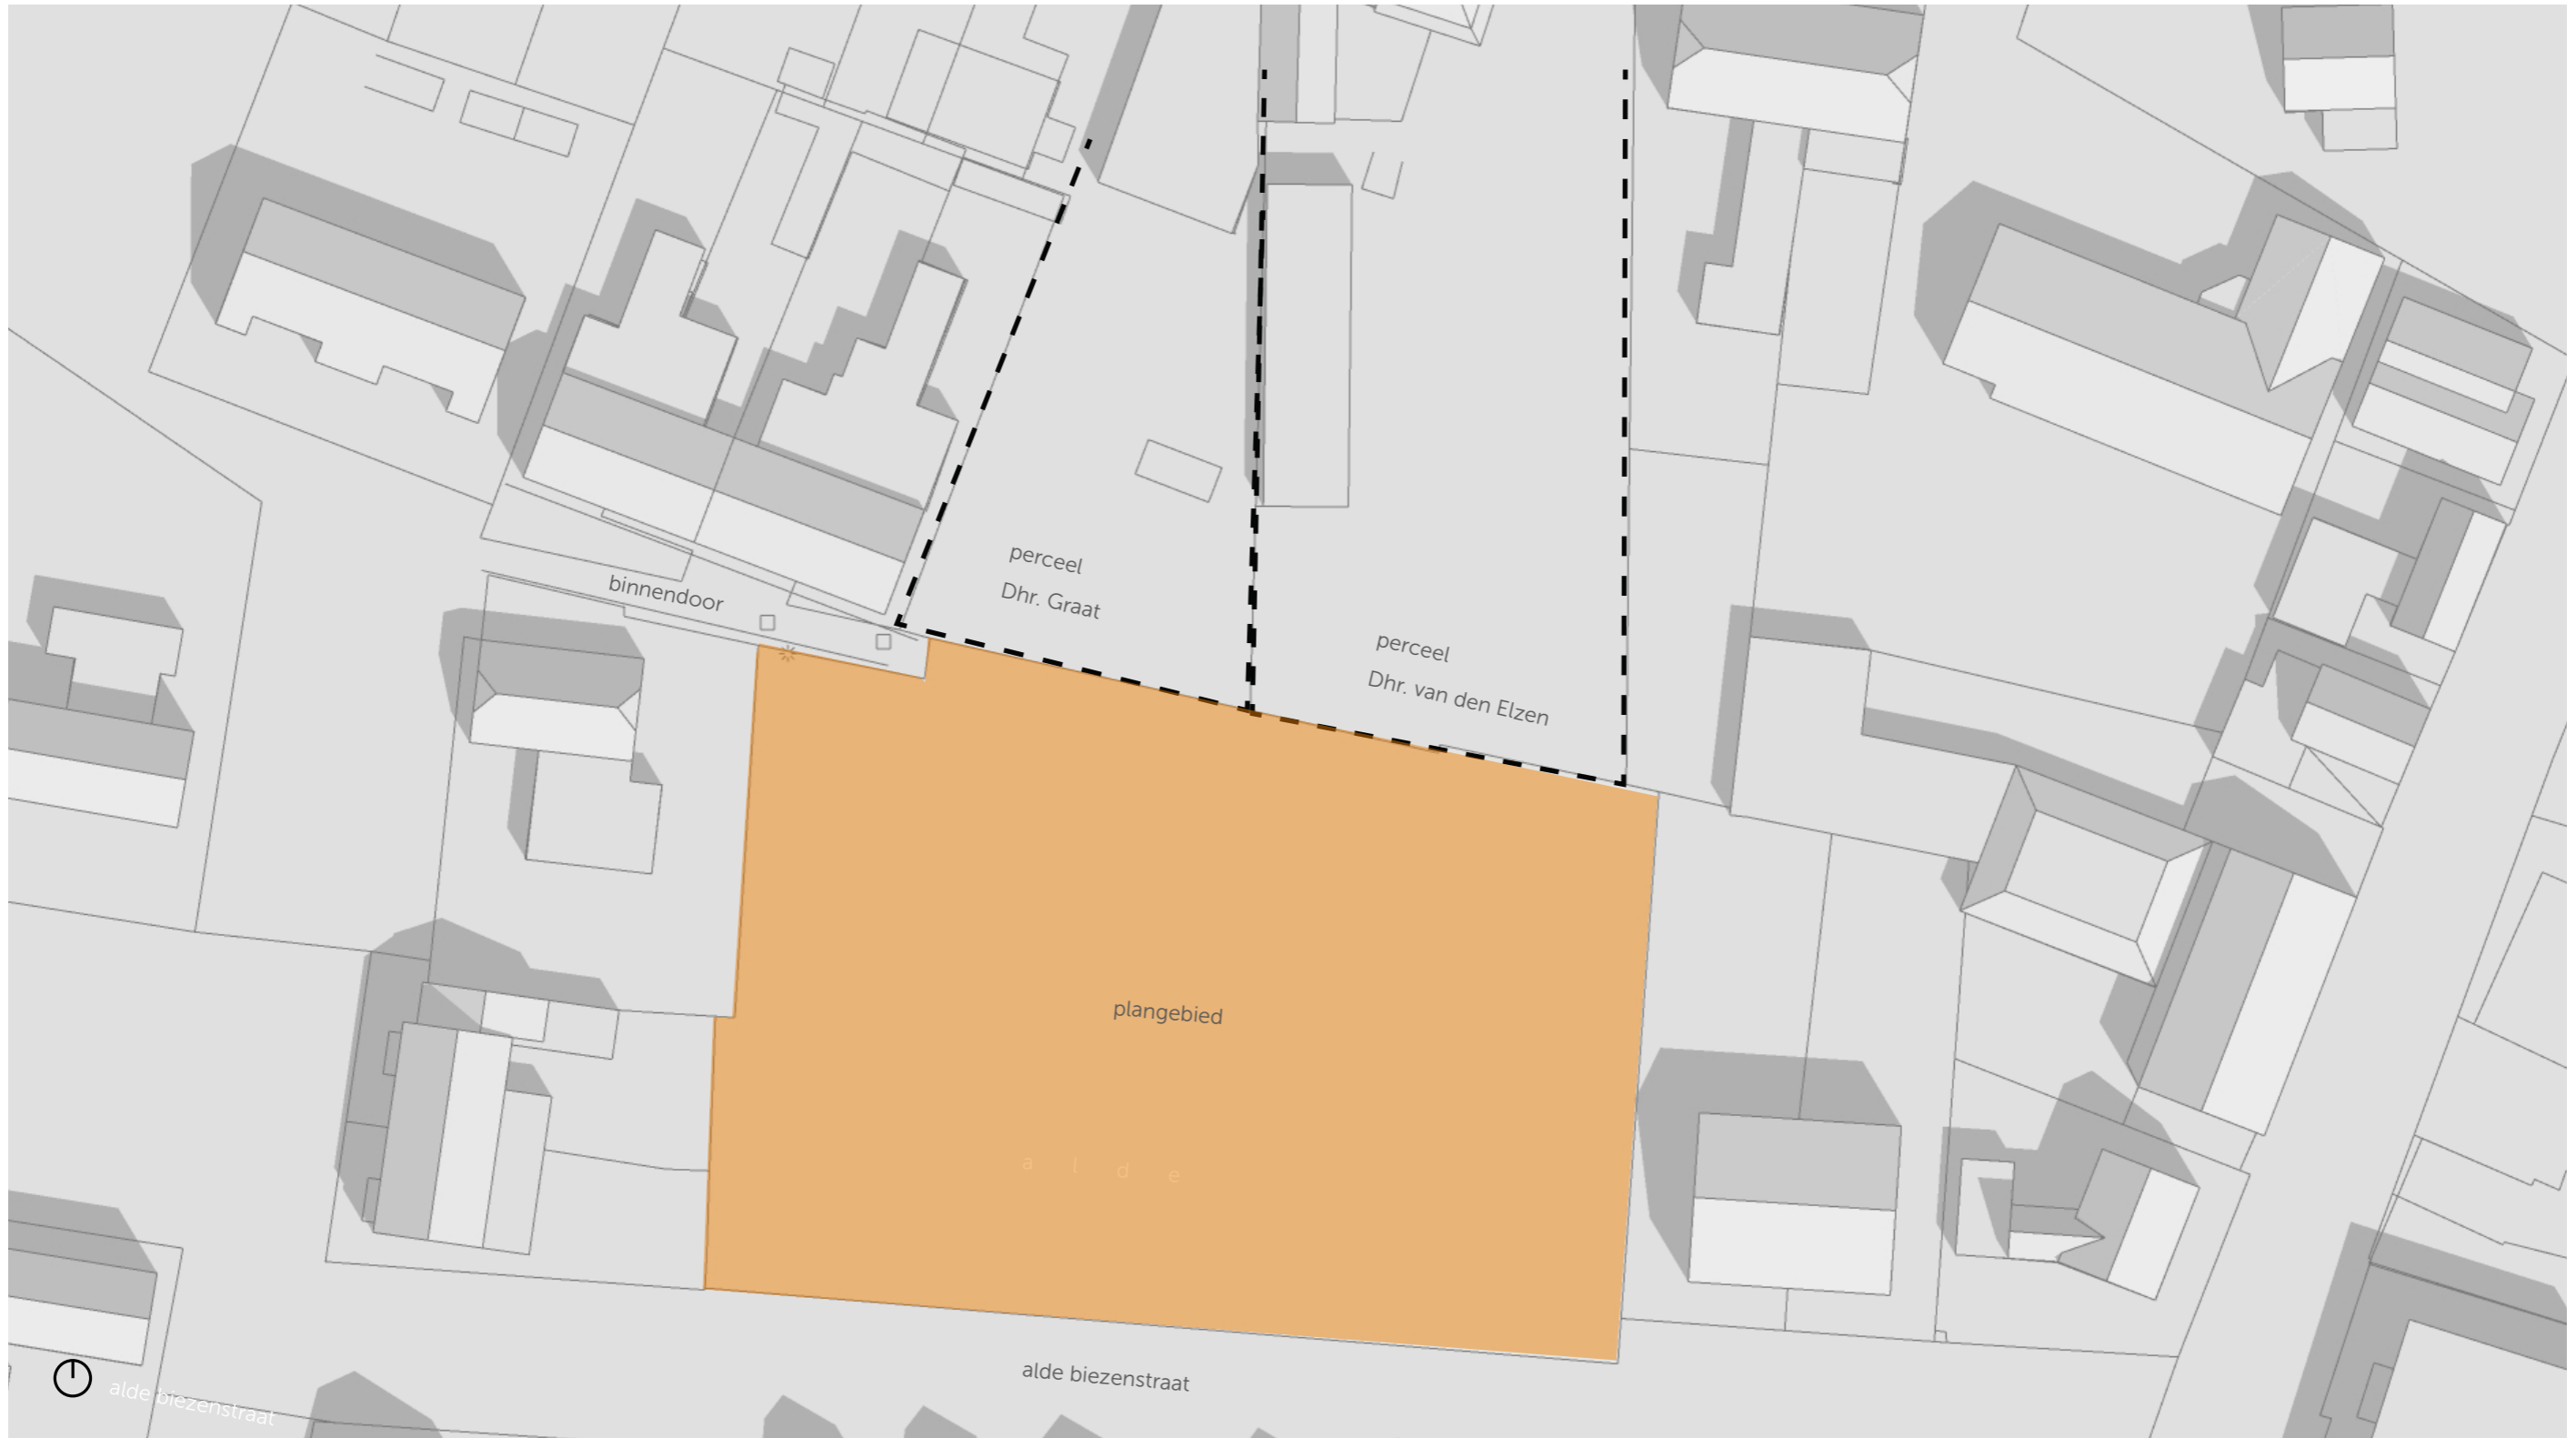 perceel
Dhr. Graat
binnendoor
perceel
Dhr. van den Elzen
plangebied
a l d e
alde biezenstraat
alde biezenstraat